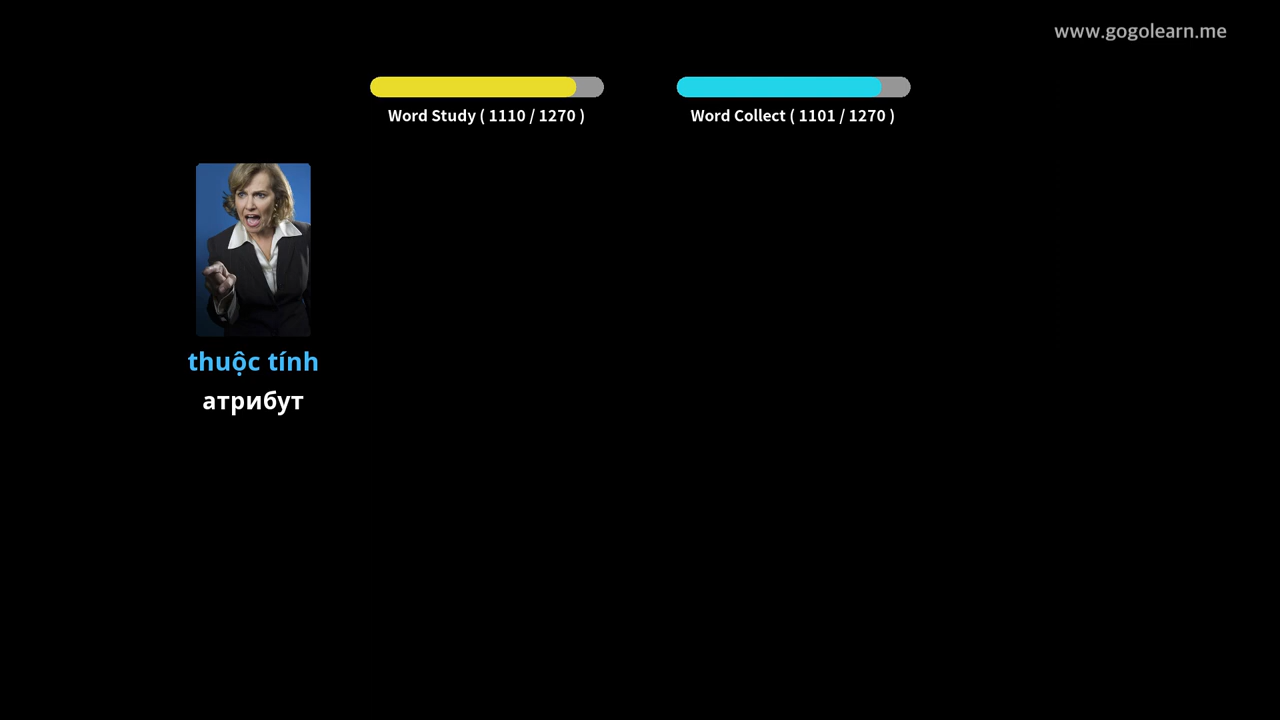 www.gogolearn.me
Word Study ( 1110 / 1270 )
Word Collect ( 1101 / 1270 )
thuộc tính
атрибут